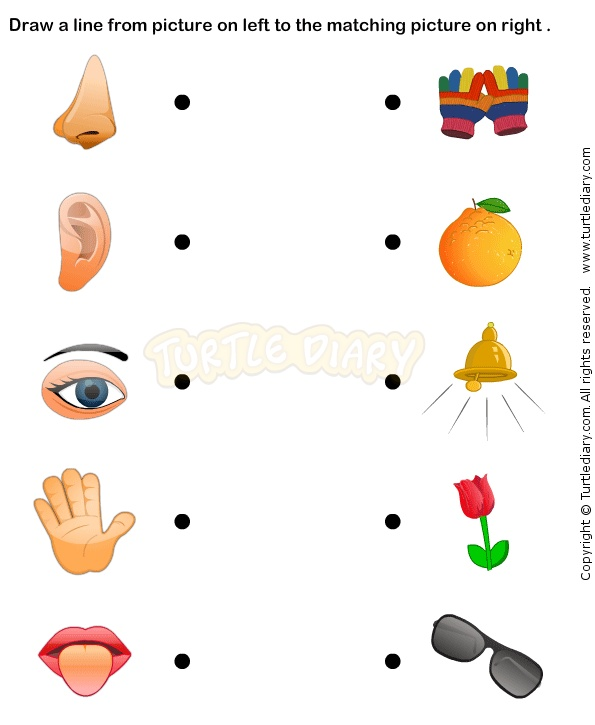 Draw a line from picture on left to the matching picture on right .
TURTLE DIARY
Copyright © Turtlediary.com All rights reserved. www.turtlediary.com